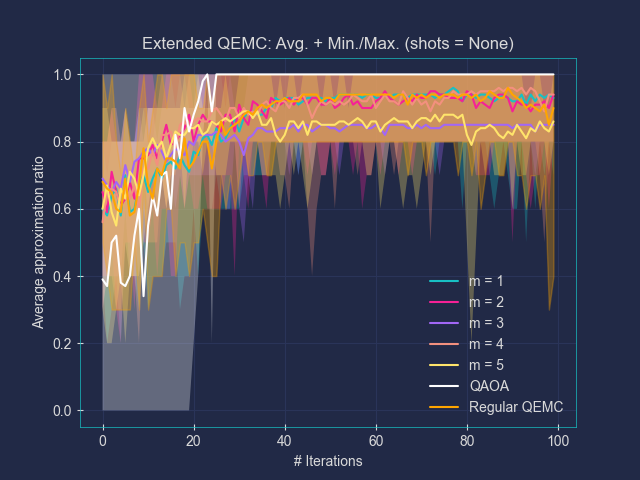 Extended QEMC: Avg. + Min./Max. (shots = None)
Average approximation ratio
1.0
0.8
0.6
0.4
0.2
0.0
m = 1
m = 2
m = 3
m = 4
m = 5
QAOA
Regular QEMC
0 20 40 60 80 100
# Iterations